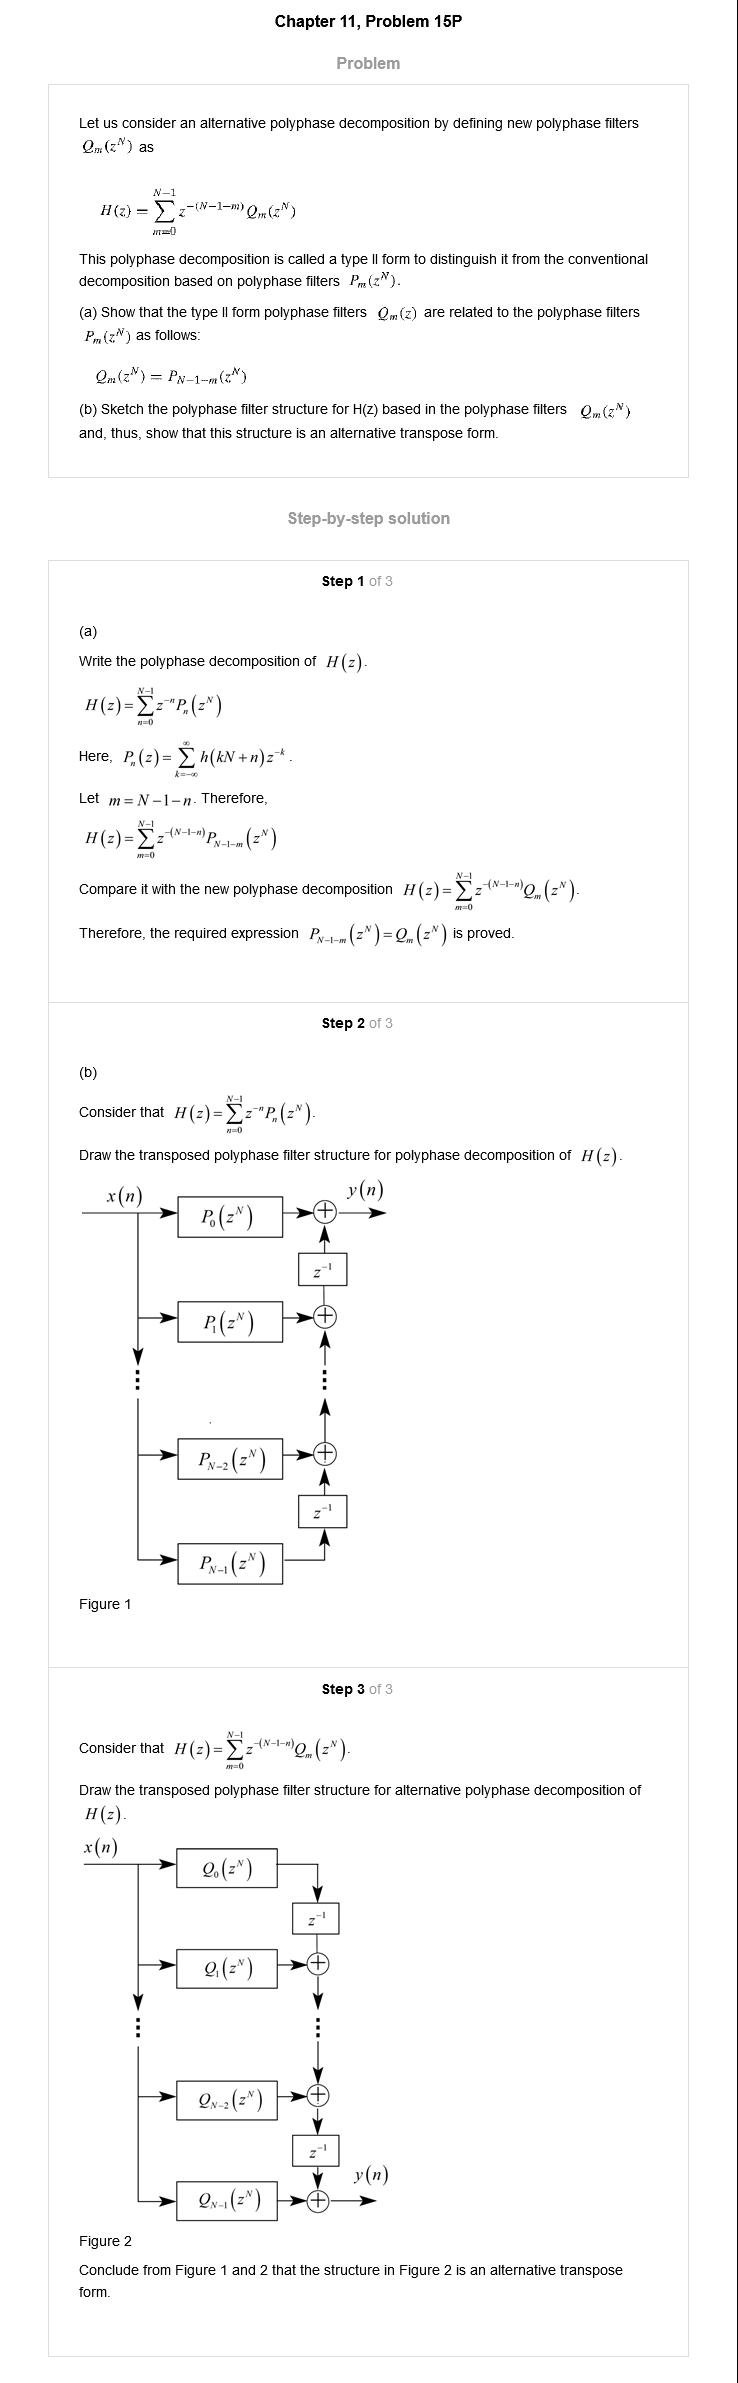 Chapter 11, Problem 15P
Problem
Let us consider an alternative polyphase decomposition by defining new polyphase filters
Q_m(z^N) as
H(z) = ∑_{m=0}^{N−1} z^{−(N−1−m)} Q_m(z^N)
This polyphase decomposition is called a type II form to distinguish it from the conventional
decomposition based on polyphase filters P_m(z^N).
(a) Show that the type II form polyphase filters Q_m(z) are related to the polyphase filters
P_m(z^N) as follows:
Q_m(z^N) = P_{N−1−m}(z^N)
(b) Sketch the polyphase filter structure for H(z) based in the polyphase filters Q_m(z^N)
and, thus, show that this structure is an alternative transpose form.
Step-by-step solution
Step 1 of 3
(a)
Write the polyphase decomposition of H(z).
H(z) = ∑_{n=0}^{N−1} z^{−n} P_n(z^N)
Here, P_n(z) = ∑_{k=−∞}^{∞} h(kN+n)z^{−k}.
Let m = N−1−n. Therefore,
H(z) = ∑_{m=0}^{N−1} z^{−(N−1−n)} P_{N−1−m}(z^N)
Compare it with the new polyphase decomposition H(z) = ∑_{m=0}^{N−1} z^{−(N−1−n)} Q_m(z^N).
Therefore, the required expression P_{N−1−m}(z^N) = Q_m(z^N) is proved.
Step 2 of 3
(b)
Consider that H(z) = ∑_{n=0}^{N−1} z^{−n} P_n(z^N).
Draw the transposed polyphase filter structure for polyphase decomposition of H(z).
x(n)
y(n)
P_0(z^N)
z^{−1}
P_1(z^N)
P_{N−2}(z^N)
z^{−1}
P_{N−1}(z^N)
Figure 1
Step 3 of 3
Consider that H(z) = ∑_{m=0}^{N−1} z^{−(N−1−n)} Q_m(z^N).
Draw the transposed polyphase filter structure for alternative polyphase decomposition of
H(z).
x(n)
Q_0(z^N)
z^{−1}
Q_1(z^N)
Q_{N−2}(z^N)
z^{−1}
y(n)
Q_{N−1}(z^N)
Figure 2
Conclude from Figure 1 and 2 that the structure in Figure 2 is an alternative transpose
form.